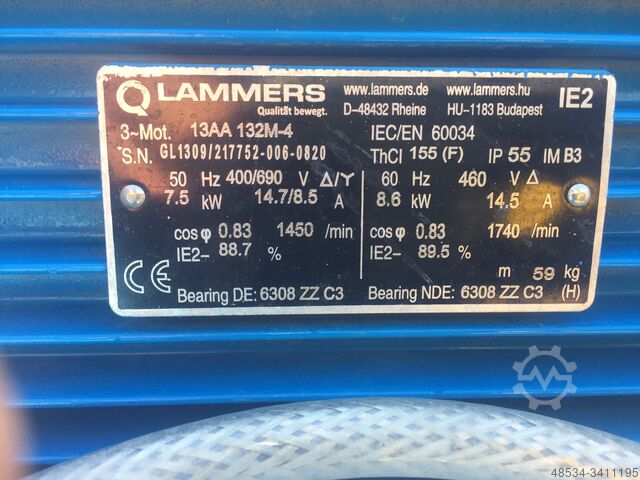 LAMMERS www.lammers.de www.lammers.hu IE2
Qualität bewegt. D-48432 Rheine HU-1183 Budapest
3~Mot. 13AA 132M-4 IEC/EN 60034
S.N. GL1309/217752-006-0820 ThCl 155 (F) IP 55 IM B3
50 Hz 400/690 V Δ/Y 60 Hz 460 V Δ
7.5 kW 14.7/8.5 A 8.6 kW 14.5 A
cos φ 0.83 1450 /min cos φ 0.83 1740 /min
IE2- 88.7 % IE2- 89.5 %
m 59 kg
CE Bearing DE: 6308 ZZ C3 Bearing NDE: 6308 ZZ C3 (H)
48534-3411195